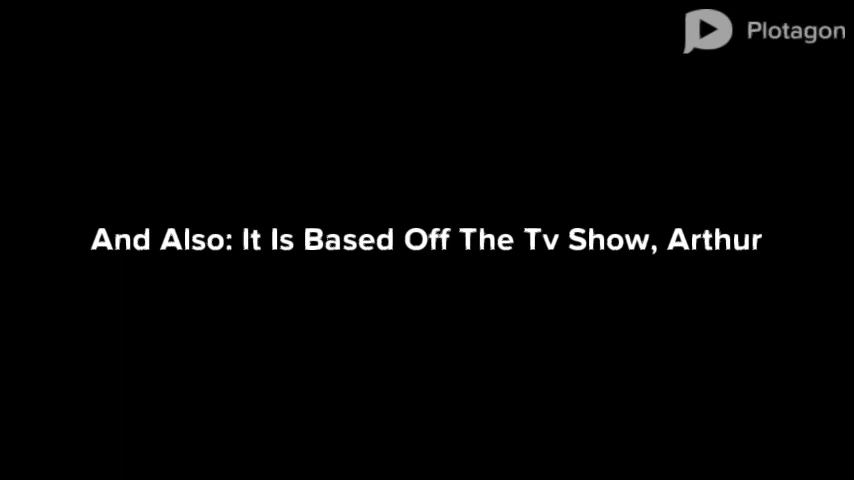 Plotagon
And Also: It Is Based Off The Tv Show, Arthur